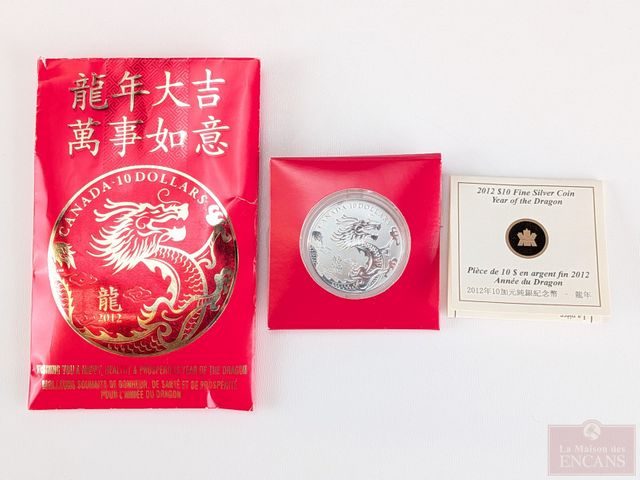 龍年大吉
萬事如意
CANADA·10 DOLLARS
龍
2012
WISHING YOU A HAPPY, HEALTHY & PROSPEROUS YEAR OF THE DRAGON
MEILLEURS SOUHAITS DE BONHEUR, DE SANTÉ ET DE PROSPÉRITÉ
POUR L'ANNÉE DU DRAGON
CANADA·10 DOLLARS
龍
2012 $10 Fine Silver Coin
Year of the Dragon
Pièce de 10 $ en argent fin 2012
Année du Dragon
2012年10加元純銀紀念幣 - 龍年
La Maison des
ENCANS